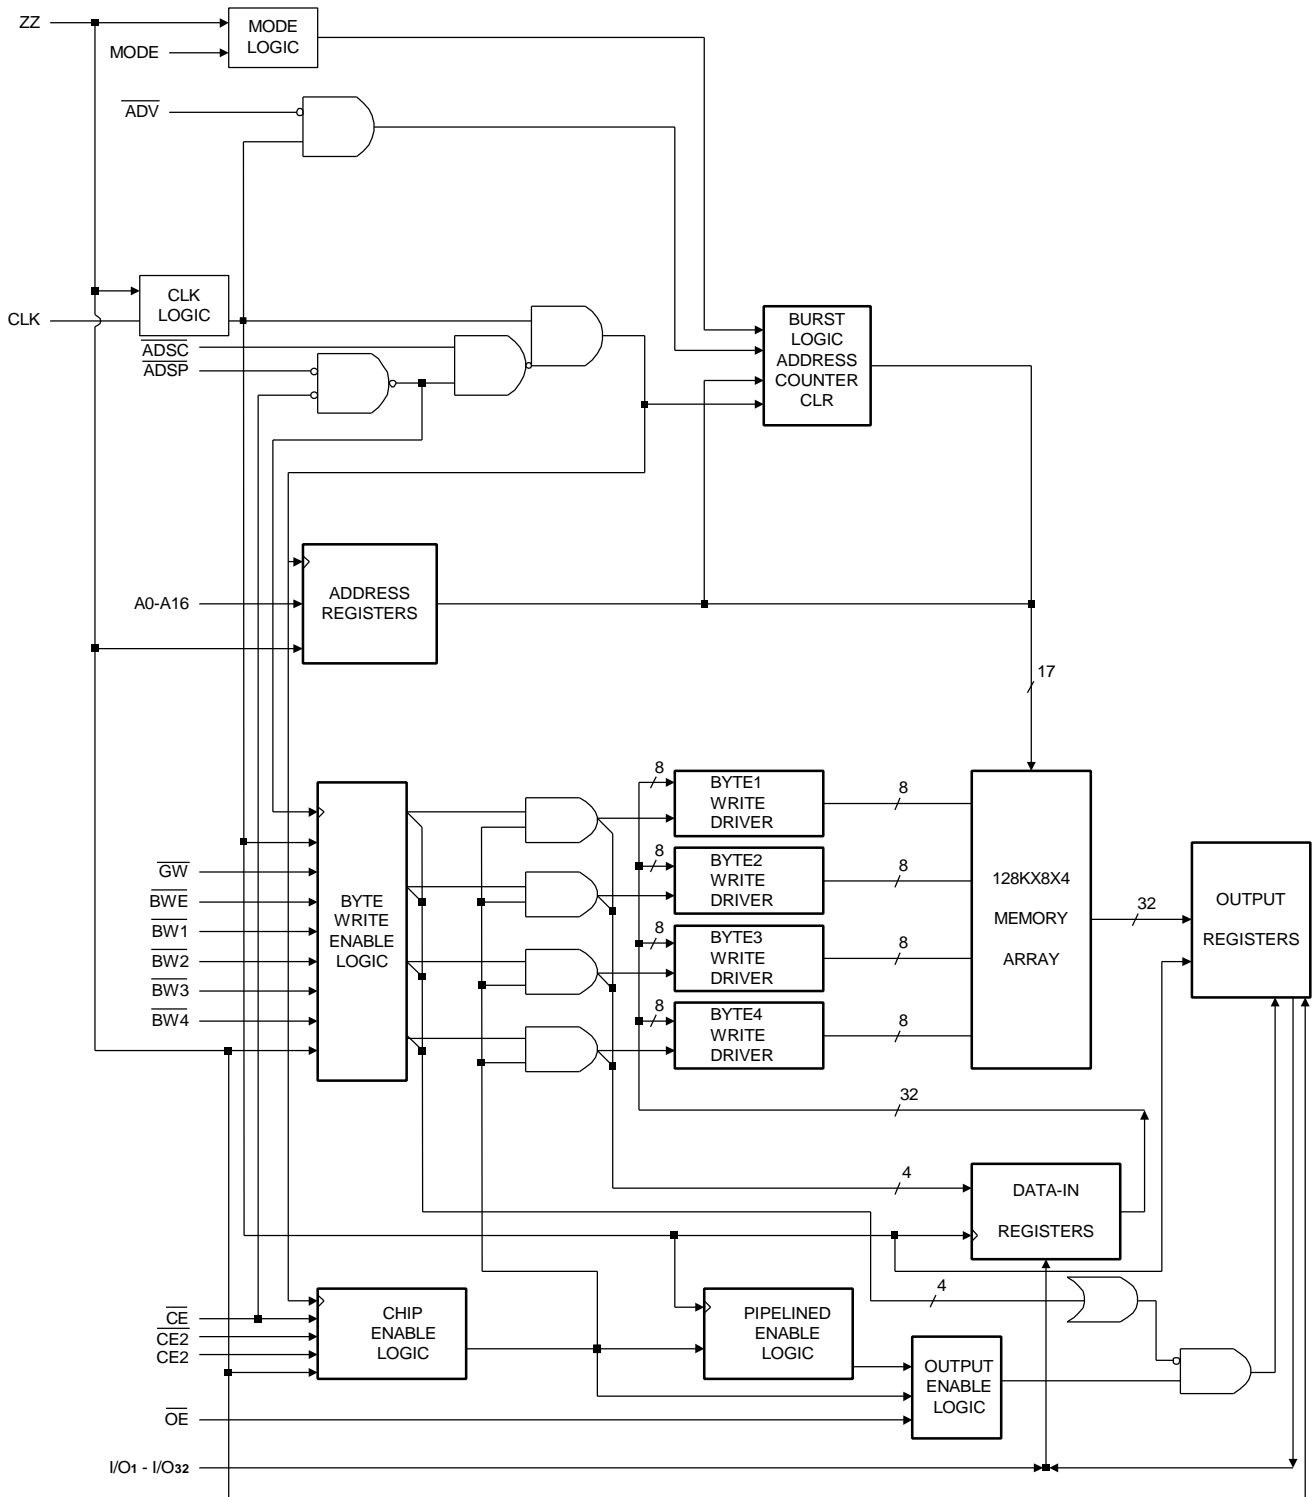 ZZ
MODE
LOGIC
MODE
ADV
CLK
LOGIC
CLK
ADSC
ADSP
BURST
LOGIC
ADDRESS
COUNTER
CLR
A0-A16
ADDRESS
REGISTERS
17
8
BYTE1
WRITE
DRIVER
8
8
BYTE2
WRITE
DRIVER
8
8
BYTE3
WRITE
DRIVER
8
8
BYTE4
WRITE
DRIVER
8
GW
BWE
BW1
BW2
BW3
BW4
BYTE
WRITE
ENABLE
LOGIC
128KX8X4
MEMORY
ARRAY
32
OUTPUT
REGISTERS
32
4
DATA-IN
REGISTERS
4
CE
CE2
CE2
CHIP
ENABLE
LOGIC
PIPELINED
ENABLE
LOGIC
OUTPUT
ENABLE
LOGIC
OE
I/O1 - I/O32